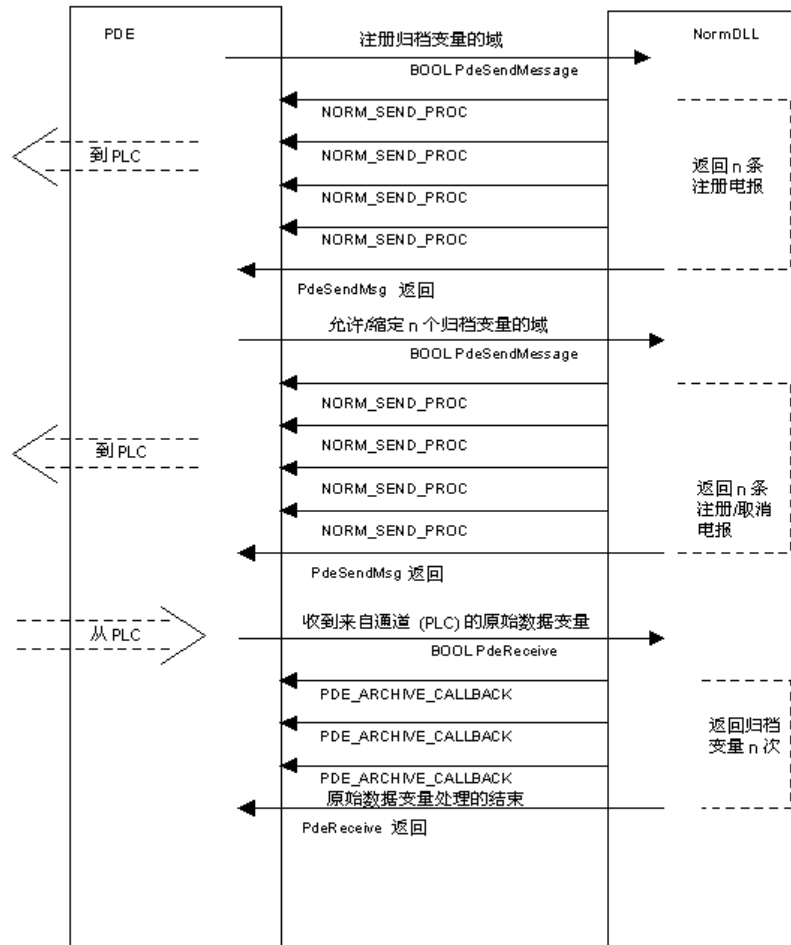 PDE
NormDLL
注册归档变量的域
BOOL PdeSendMessage
NORM_SEND_PROC
到 PLC
NORM_SEND_PROC
返回 n 条
注册电报
NORM_SEND_PROC
NORM_SEND_PROC
PdeSendMsg 返回
允许/缩定 n 个归档变量的域
BOOL PdeSendMessage
NORM_SEND_PROC
到 PLC
NORM_SEND_PROC
NORM_SEND_PROC
返回 n 条
注册/取消
电报
NORM_SEND_PROC
PdeSendMsg 返回
从 PLC
收到来自通道 (PLC) 的原始数据变量
BOOL PdeReceive
PDE_ARCHIVE_CALLBACK
返回归档
变量 n 次
PDE_ARCHIVE_CALLBACK
PDE_ARCHIVE_CALLBACK
原始数据变量处理的结束
PdeReceive 返回